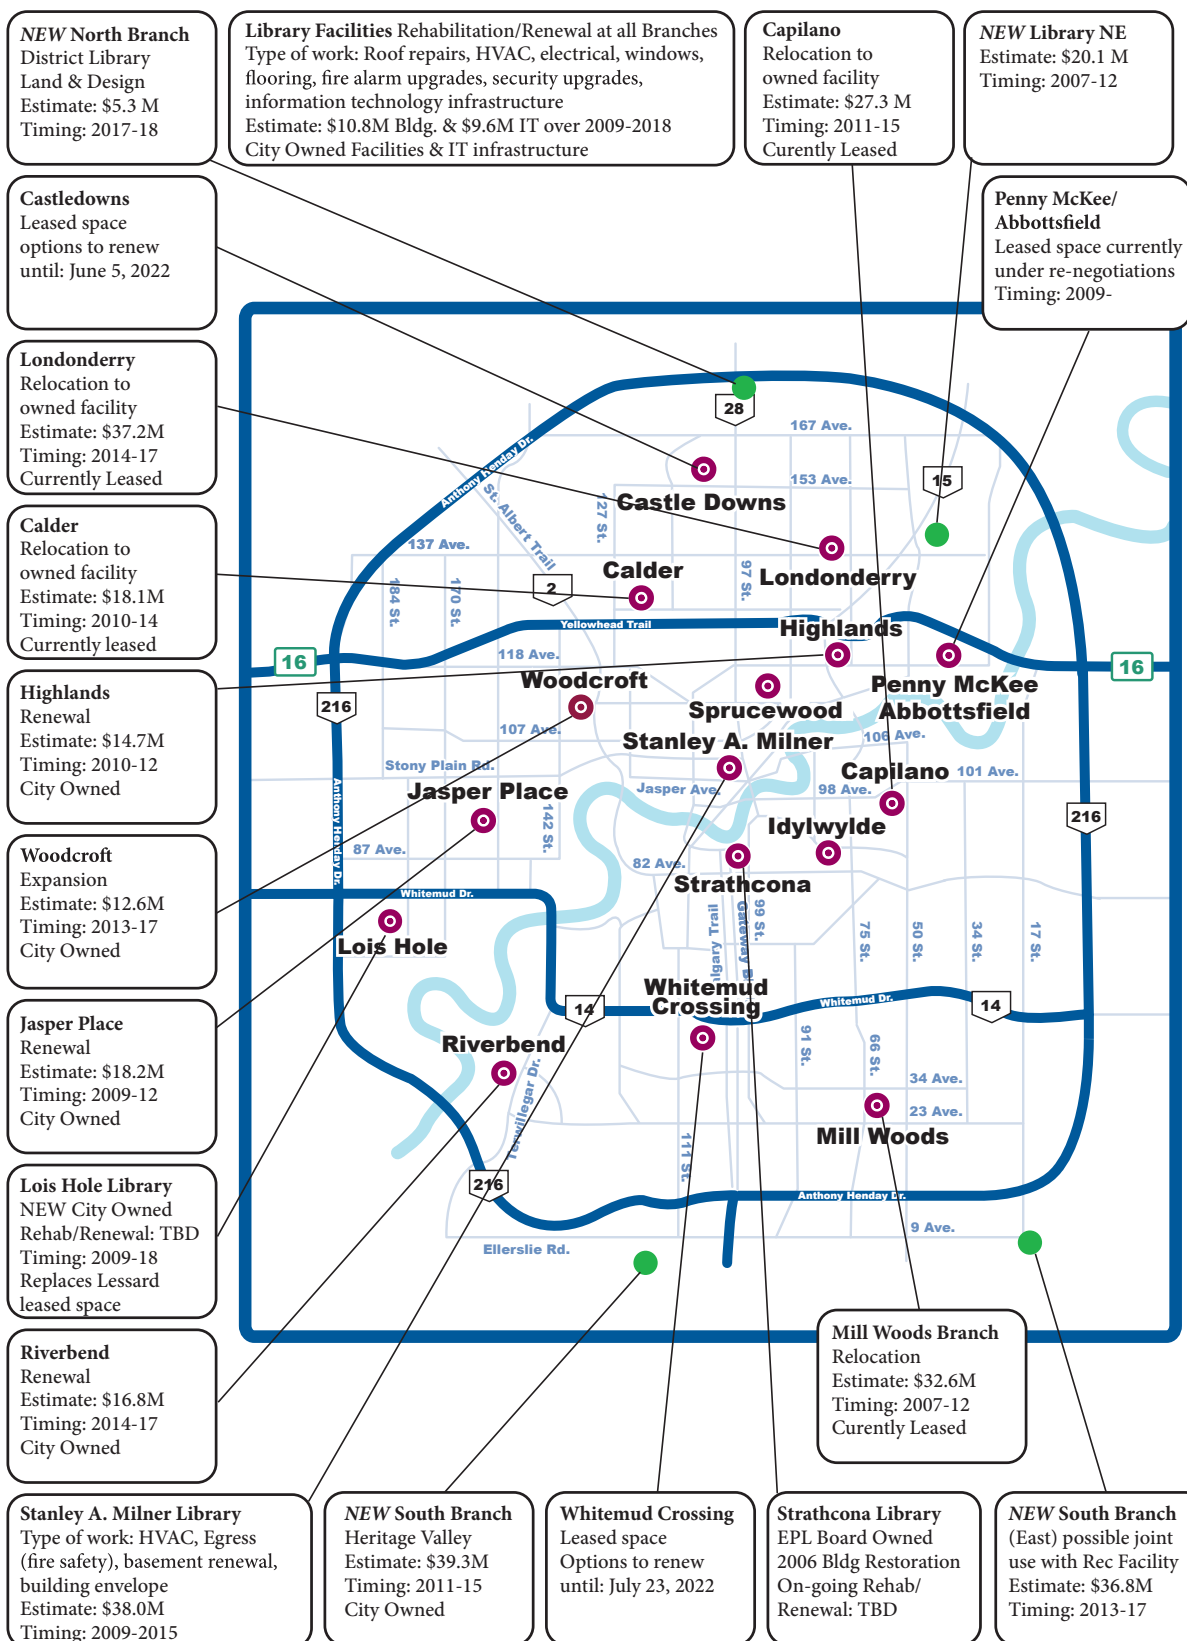 NEW North Branch
District Library
Land & Design
Estimate: $5.3 M
Timing: 2017-18
Library Facilities Rehabilitation/Renewal at all Branches
Type of work: Roof repairs, HVAC, electrical, windows,
flooring, fire alarm upgrades, security upgrades,
information technology infrastructure
Estimate: $10.8M Bldg. & $9.6M IT over 2009-2018
City Owned Facilities & IT infrastructure
Capilano
Relocation to
owned facility
Estimate: $27.3 M
Timing: 2011-15
Curently Leased
NEW Library NE
Estimate: $20.1 M
Timing: 2007-12
Castledowns
Leased space
options to renew
until: June 5, 2022
Penny McKee/
Abbottsfield
Leased space currently
under re-negotiations
Timing: 2009-
Londonderry
Relocation to
owned facility
Estimate: $37.2M
Timing: 2014-17
Currently Leased
Calder
Relocation to
owned facility
Estimate: $18.1M
Timing: 2010-14
Currently leased
Highlands
Renewal
Estimate: $14.7M
Timing: 2010-12
City Owned
Woodcroft
Expansion
Estimate: $12.6M
Timing: 2013-17
City Owned
Jasper Place
Renewal
Estimate: $18.2M
Timing: 2009-12
City Owned
Lois Hole Library
NEW City Owned
Rehab/Renewal: TBD
Timing: 2009-18
Replaces Lessard
leased space
Riverbend
Renewal
Estimate: $16.8M
Timing: 2014-17
City Owned
28
167 Ave.
Anthony Henday Dr.
St. Albert Trail
127 St.
153 Ave.
15
Castle Downs
137 Ave.
184 St.
170 St.
2
Calder
97 St.
Londonderry
Yellowhead Trail
Highlands
16
118 Ave.
16
Woodcroft
Penny McKee
Abbottsfield
216
Sprucewood
107 Ave.
Stanley A. Milner
106 Ave.
Stony Plain Rd.
Capilano
101 Ave.
Jasper Place
Jasper Ave.
98 Ave.
Anthony Henday Dr.
142 St.
Idylwylde
216
87 Ave.
82 Ave.
Strathcona
Whitemud Dr.
Lois Hole
99 St.
75 St.
50 St.
34 St.
17 St.
Whitemud
Crossing
14
Whitemud Dr.
14
Riverbend
91 St.
66 St.
Terwillegar Dr.
34 Ave.
23 Ave.
Mill Woods
111 St.
216
Anthony Henday Dr.
9 Ave.
Ellerslie Rd.
Mill Woods Branch
Relocation
Estimate: $32.6M
Timing: 2007-12
Curently Leased
Stanley A. Milner Library
Type of work: HVAC, Egress
(fire safety), basement renewal,
building envelope
Estimate: $38.0M
Timing: 2009-2015
NEW South Branch
Heritage Valley
Estimate: $39.3M
Timing: 2011-15
City Owned
Whitemud Crossing
Leased space
Options to renew
until: July 23, 2022
Strathcona Library
EPL Board Owned
2006 Bldg Restoration
On-going Rehab/
Renewal: TBD
NEW South Branch
(East) possible joint
use with Rec Facility
Estimate: $36.8M
Timing: 2013-17